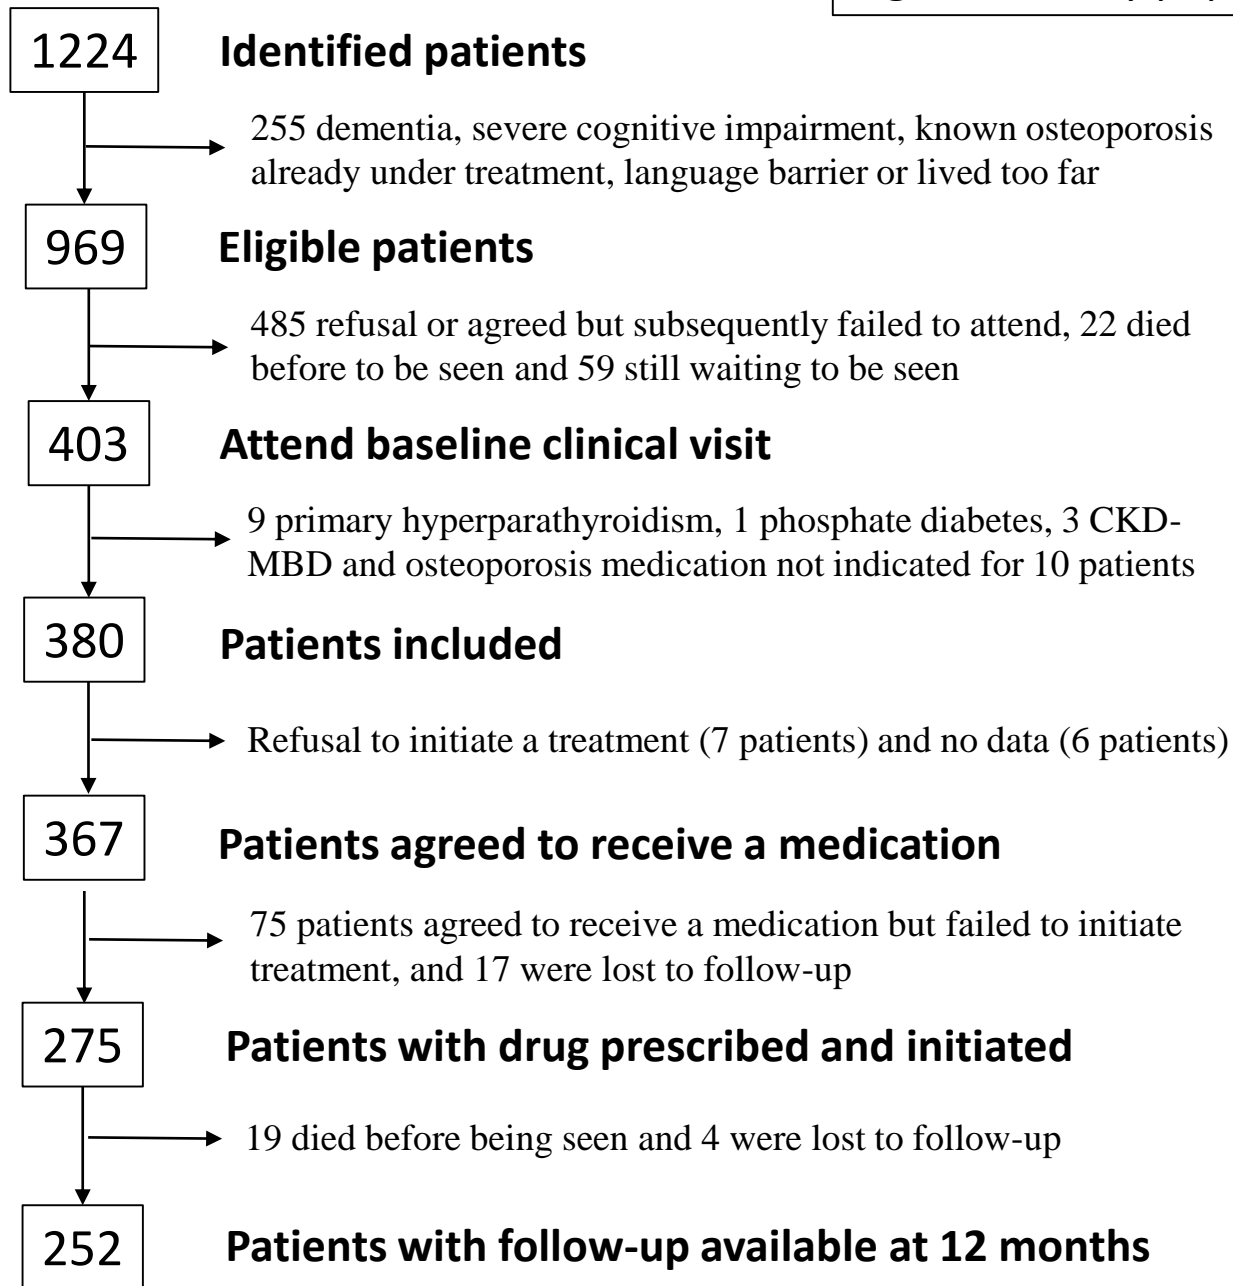 1224
Identified patients
255 dementia, severe cognitive impairment, known osteoporosis
already under treatment, language barrier or lived too far
969
Eligible patients
485 refusal or agreed but subsequently failed to attend, 22 died
before to be seen and 59 still waiting to be seen
403
Attend baseline clinical visit
9 primary hyperparathyroidism, 1 phosphate diabetes, 3 CKD-
MBD and osteoporosis medication not indicated for 10 patients
380
Patients included
Refusal to initiate a treatment (7 patients) and no data (6 patients)
367
Patients agreed to receive a medication
75 patients agreed to receive a medication but failed to initiate
treatment, and 17 were lost to follow-up
275
Patients with drug prescribed and initiated
19 died before being seen and 4 were lost to follow-up
252
Patients with follow-up available at 12 months